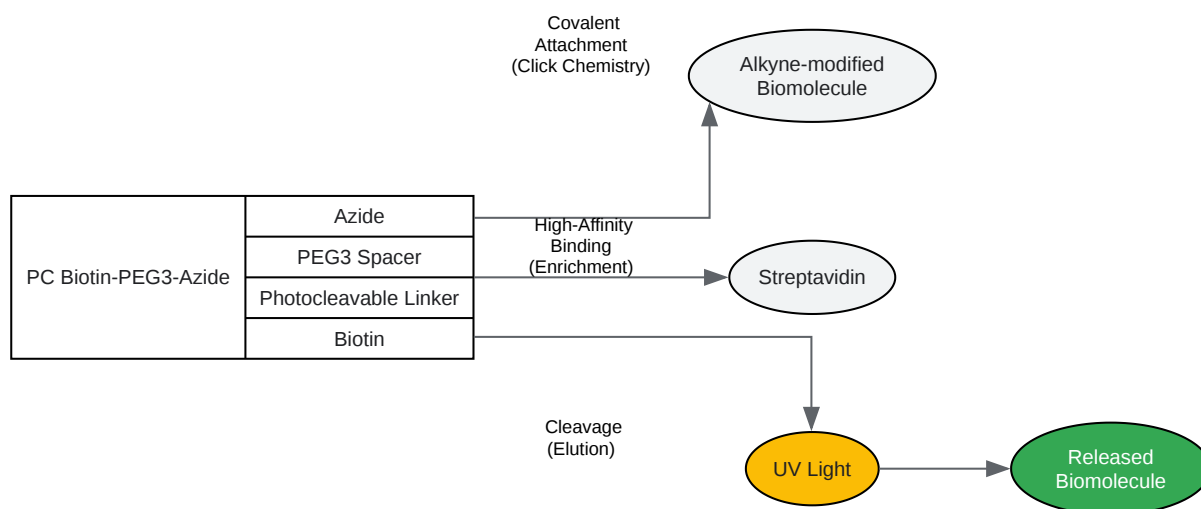 Covalent
Attachment
(Click Chemistry)
Alkyne-modified
Biomolecule
PC Biotin-PEG3-Azide
Azide
PEG3 Spacer
Photocleavable Linker
Biotin
High-Affinity
Binding
(Enrichment)
Streptavidin
Cleavage
(Elution)
UV Light
Released
Biomolecule